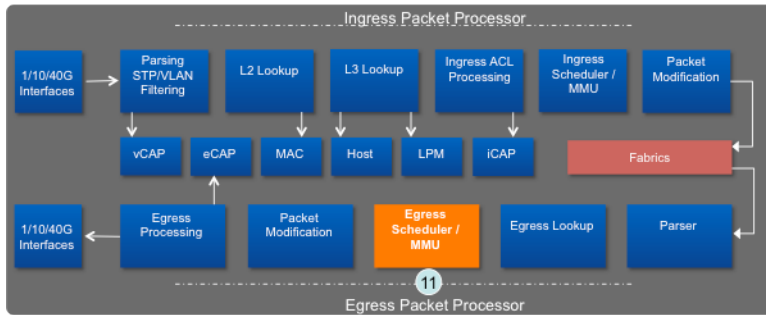 Ingress Packet Processor
1/10/40G
Interfaces
Parsing
STP/VLAN
Filtering
L2 Lookup
L3 Lookup
Ingress ACL
Processing
Ingress
Scheduler /
MMU
Packet
Modification
vCAP
eCAP
MAC
Host
LPM
iCAP
Fabrics
1/10/40G
Interfaces
Egress
Processing
Packet
Modification
Egress
Scheduler /
MMU
Egress Lookup
Parser
11
Egress Packet Processor